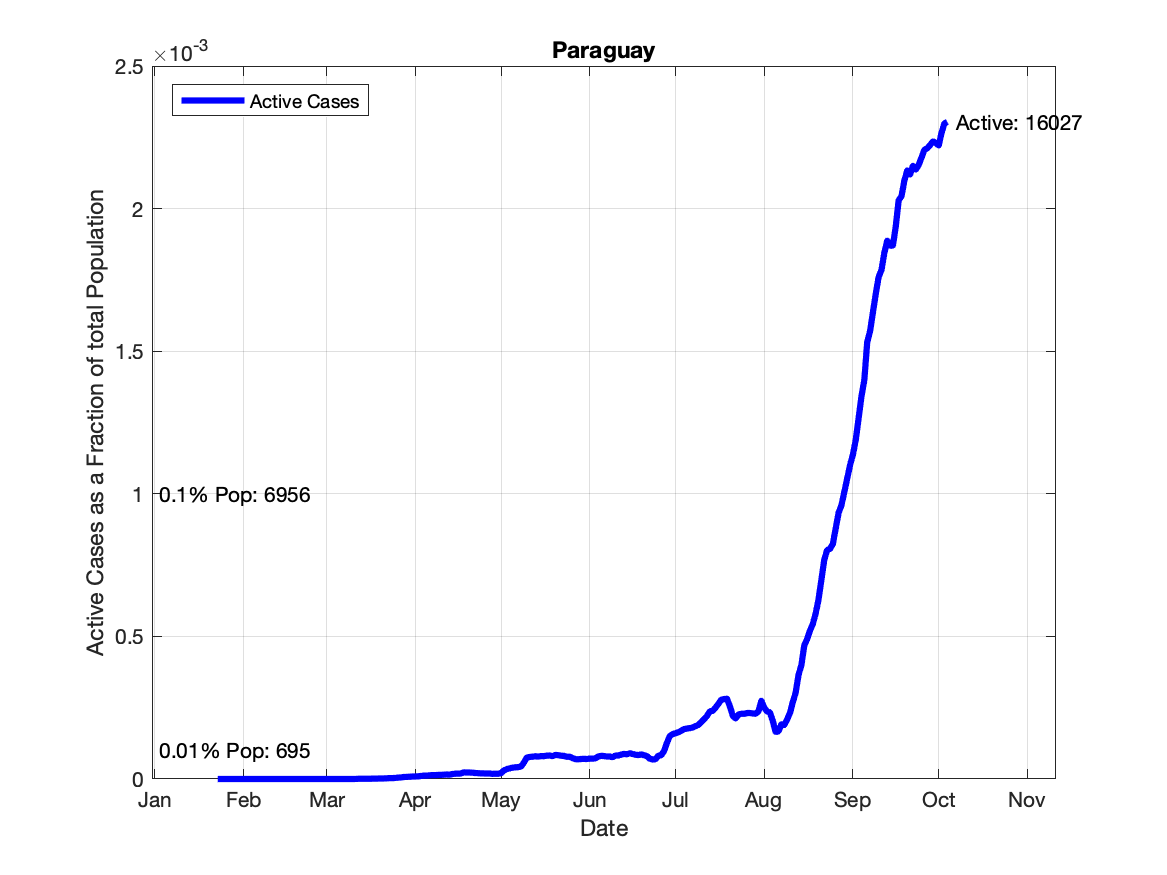 Paraguay
×10-3
2.5
2
1.5
1
0.5
0
Active Cases as a Fraction of total Population
Active Cases
Active: 16027
0.1% Pop: 6956
0.01% Pop: 695
Jan Feb Mar Apr May Jun Jul Aug Sep Oct Nov
Date